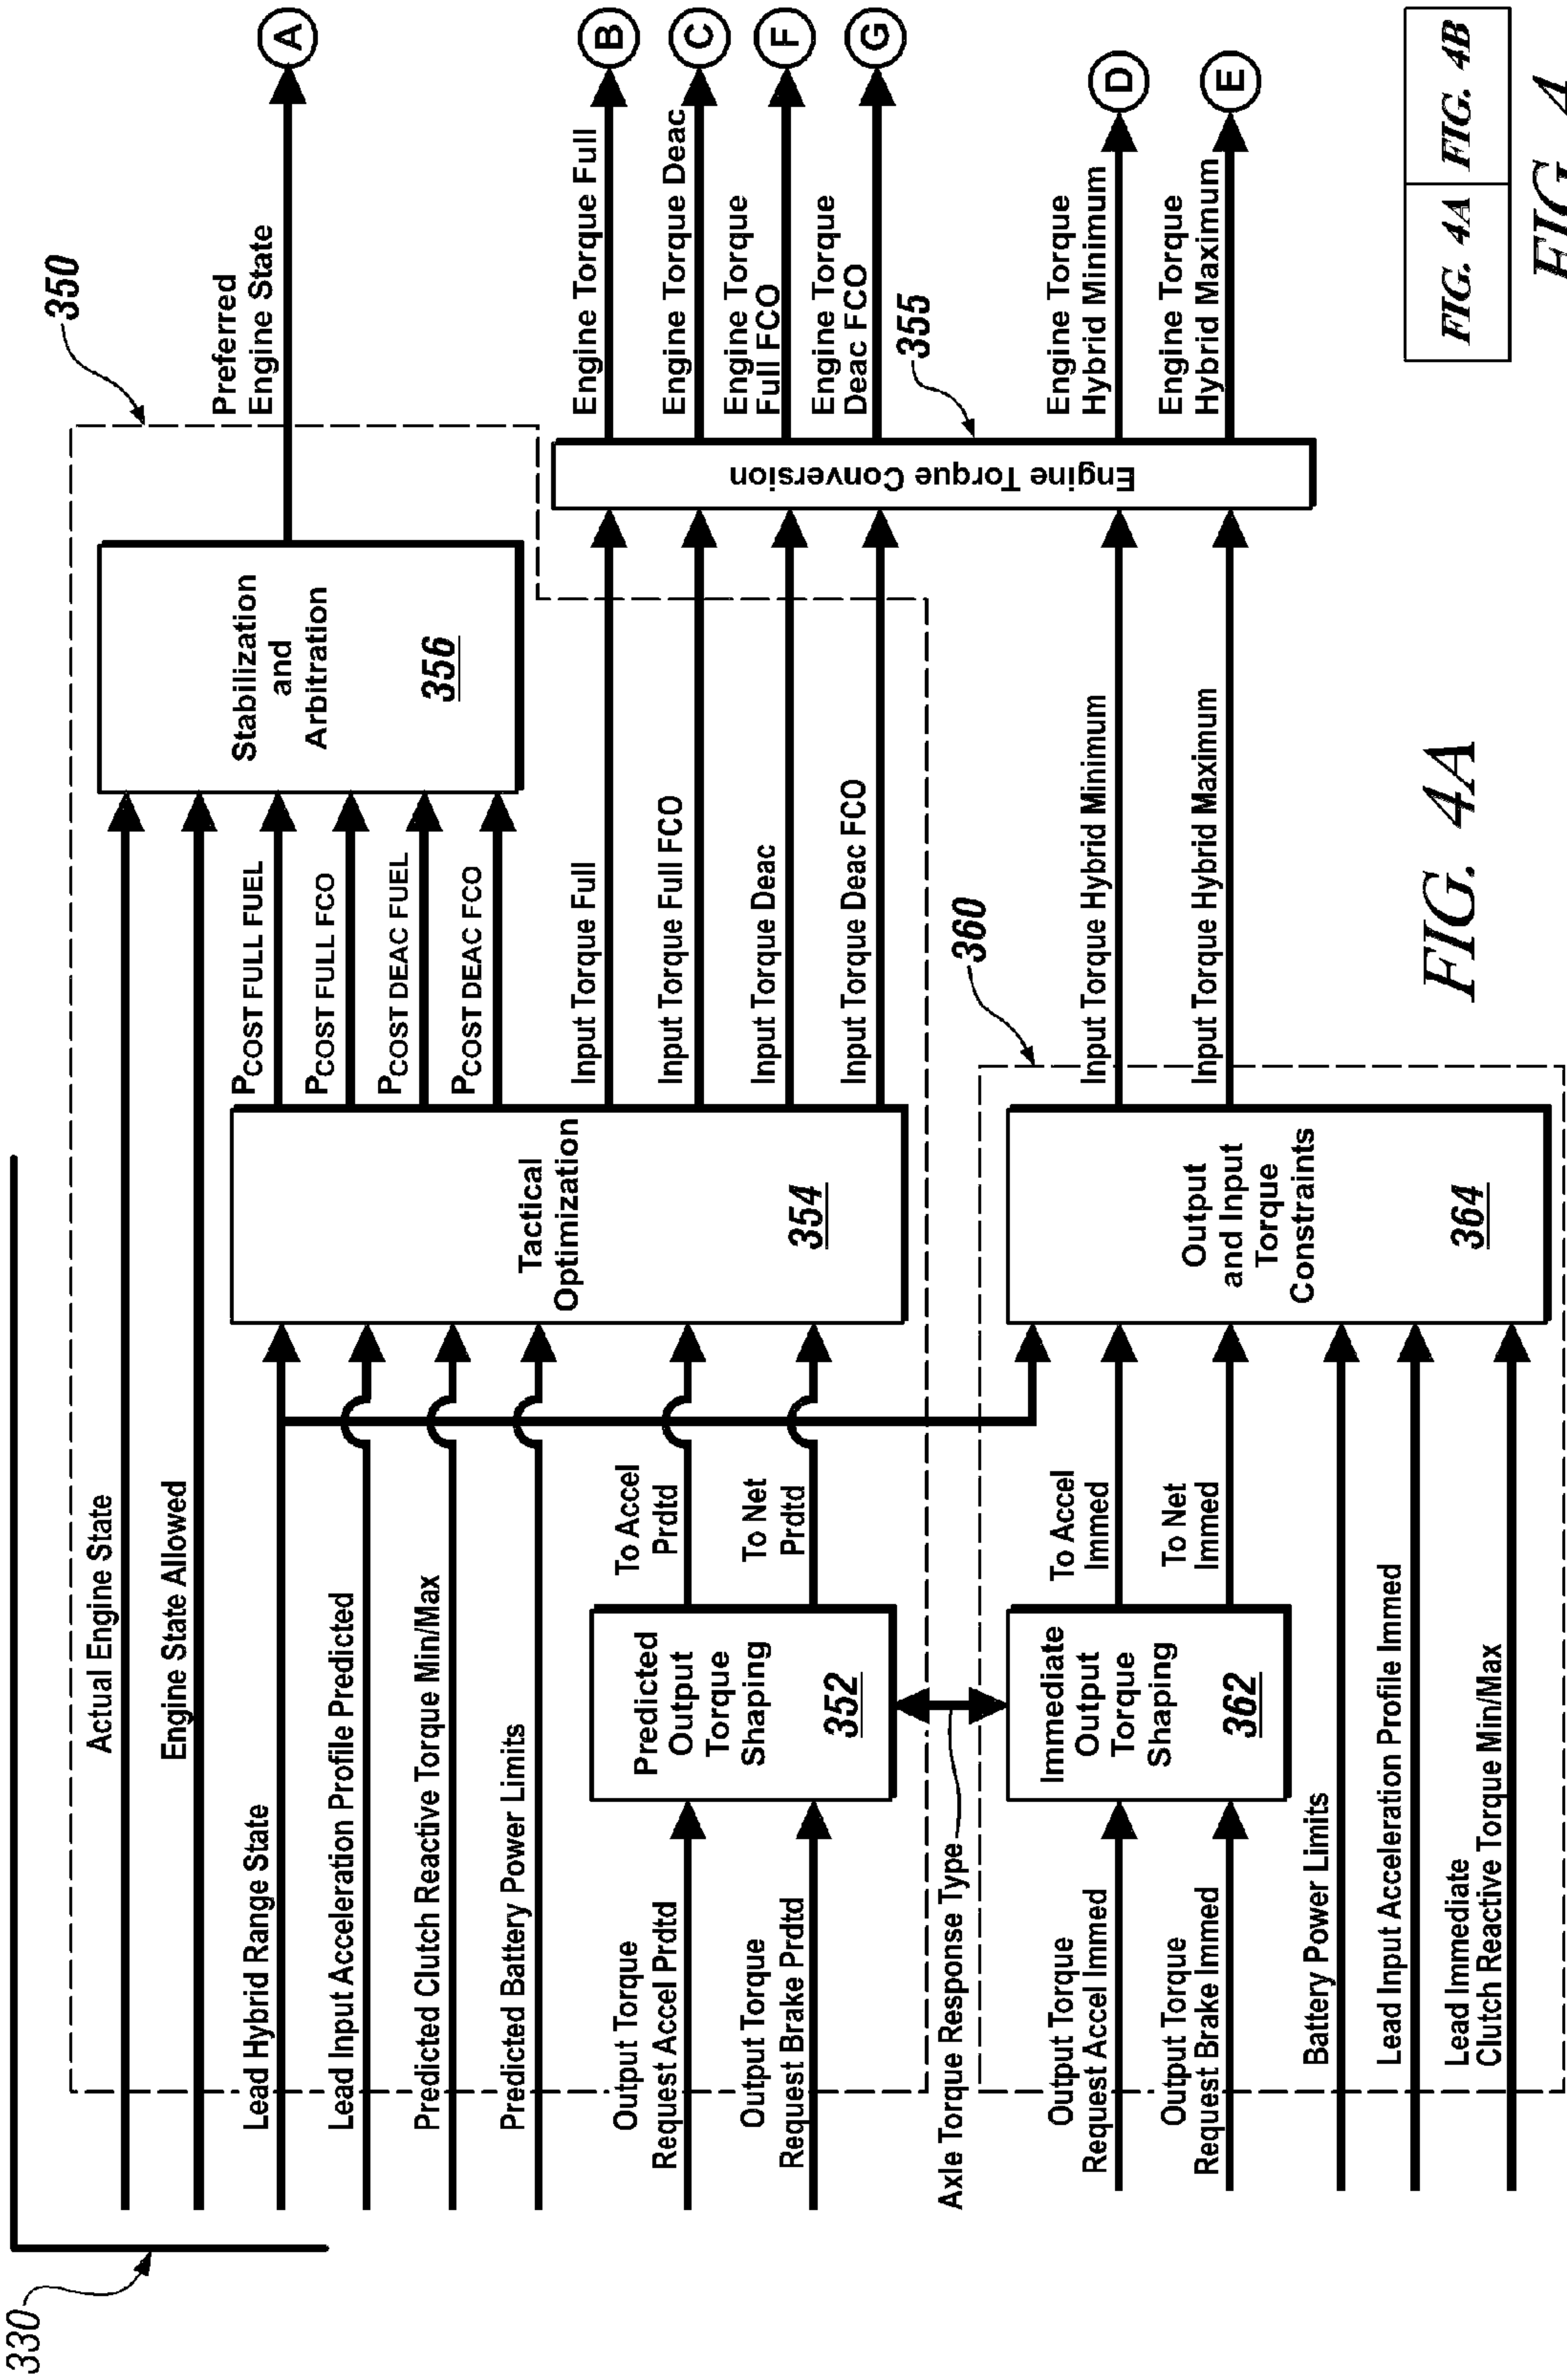 330
350
Actual Engine State
Engine State Allowed
Lead Hybrid Range State
Lead Input Acceleration Profile Predicted
Predicted Clutch Reactive Torque Min/Max
Predicted Battery Power Limits
Output Torque
Request Accel Prdtd
Output Torque
Request Brake Prdtd
Predicted
Output
Torque
Shaping
352
To Accel
Prdtd
To Net
Prdtd
Tactical
Optimization
354
PCOST FULL FUEL
PCOST FULL FCO
PCOST DEAC FUEL
PCOST DEAC FCO
Stabilization
and
Arbitration
356
Preferred
Engine State
A
Input Torque Full
Input Torque Full FCO
Input Torque Deac
Input Torque Deac FCO
Engine Torque Conversion
355
Engine Torque Full
B
Engine Torque Deac
C
Engine Torque
Full FCO
F
Engine Torque
Deac FCO
G
Axle Torque Response Type
360
Output Torque
Request Accel Immed
Output Torque
Request Brake Immed
Battery Power Limits
Lead Input Acceleration Profile Immed
Lead Immediate
Clutch Reactive Torque Min/Max
Immediate
Output
Torque
Shaping
362
To Accel
Immed
To Net
Immed
Output
and Input
Torque
Constraints
364
Input Torque Hybrid Minimum
Input Torque Hybrid Maximum
Engine Torque
Hybrid Minimum
D
Engine Torque
Hybrid Maximum
E
FIG. 4A
FIG. 4A FIG. 4B
FIG. 4